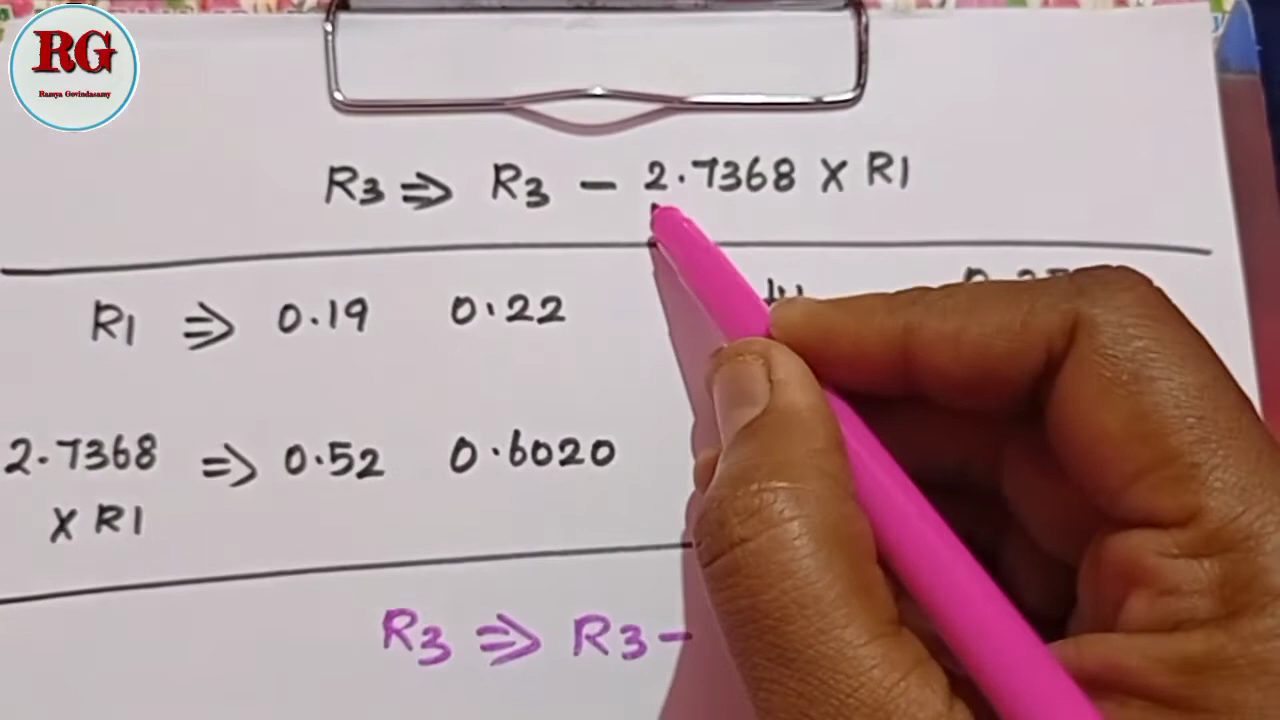 RG
Ramya Govindasamy
R3 ⇒ R3 - 2.7368 X R1
R1 ⇒ 0.19 0.22
2.7368 ⇒ 0.52 0.6020
X R1
R3 ⇒ R3 -